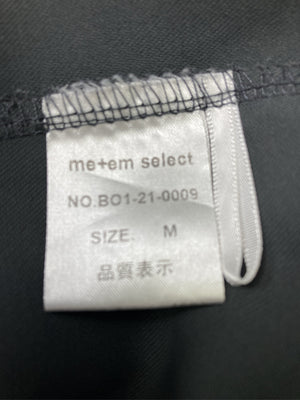 me+em select
NO.BO1-21-0009
SIZE. M
品質表示